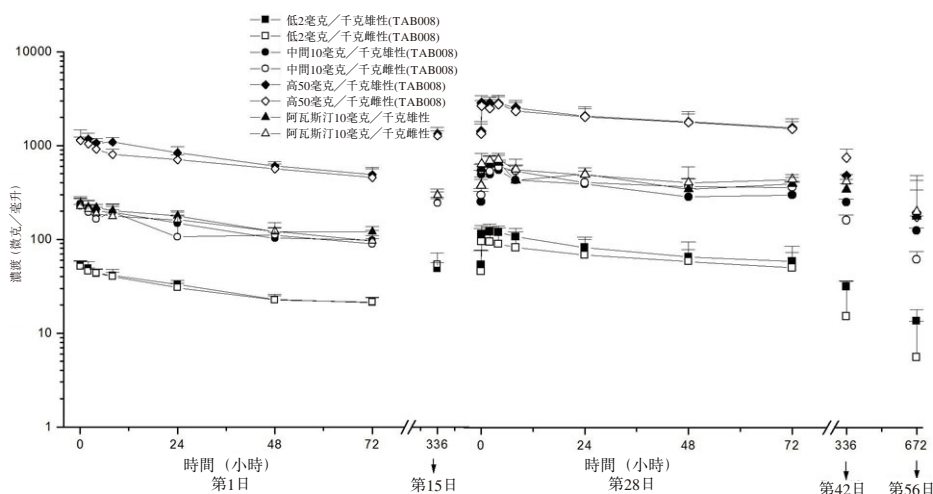 低2毫克／千克雄性(TAB008)
低2毫克／千克雌性(TAB008)
中間10毫克／千克雄性(TAB008)
中間10毫克／千克雌性(TAB008)
高50毫克／千克雄性(TAB008)
高50毫克／千克雌性(TAB008)
阿瓦斯汀10毫克／千克雄性
阿瓦斯汀10毫克／千克雌性
10000
1000
100
10
1
濃渡 (微克／毫升)
0 24 48 72 336 0 24 48 72 336 672
時間（小時） 時間（小時）
第1日 第15日 第28日 第42日 第56日